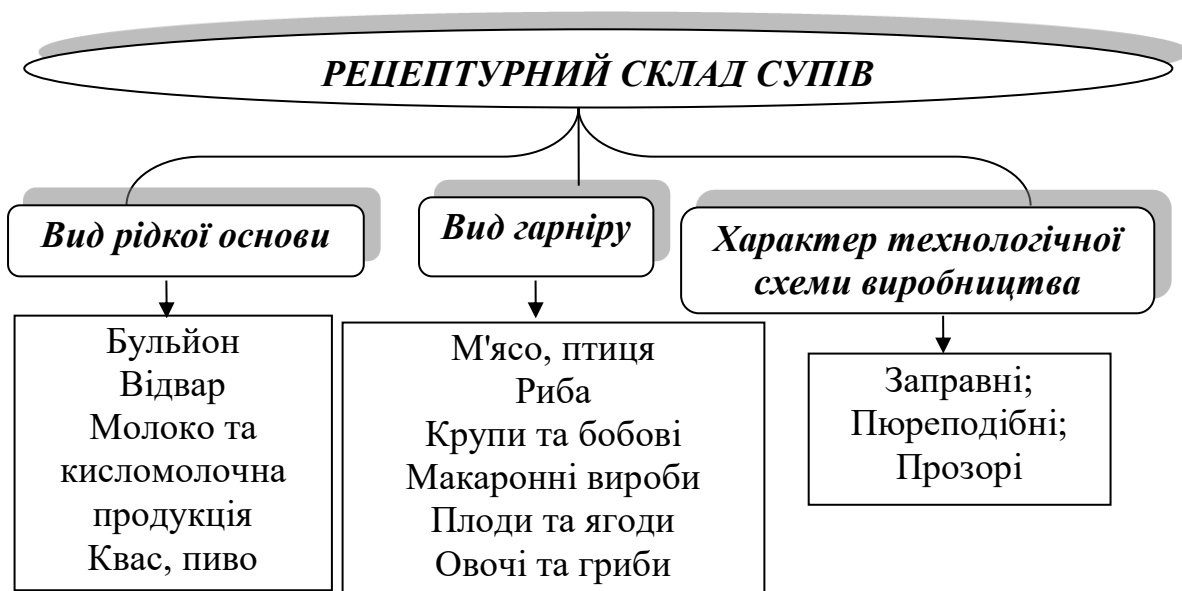 РЕЦЕПТУРНИЙ СКЛАД СУПІВ
Вид рідкої основи
Бульйон
Відвар
Молоко та
кисломолочна
продукція
Квас, пиво
Вид гарніру
М'ясо, птиця
Риба
Крупи та бобові
Макаронні вироби
Плоди та ягоди
Овочі та гриби
Характер технологічної
схеми виробництва
Заправні;
Пюреподібні;
Прозорі